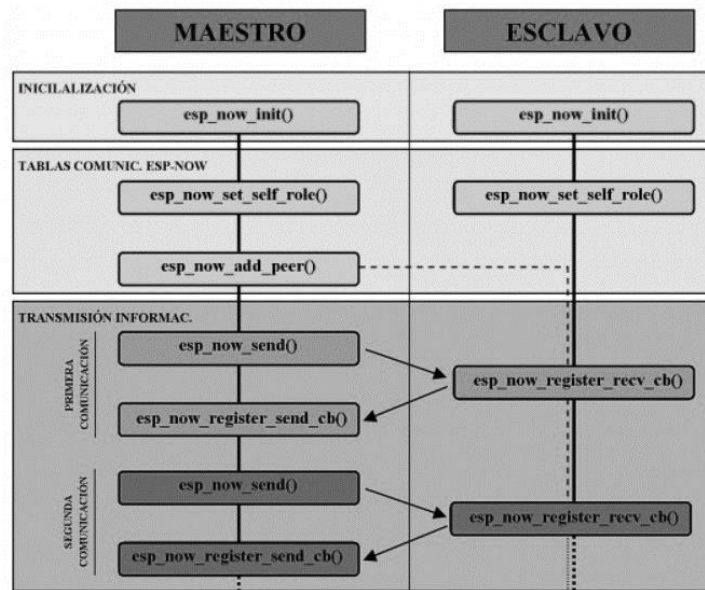 MAESTRO
ESCLAVO
INICILALIZACIÓN
esp_now_init()
esp_now_init()
TABLAS COMUNIC. ESP-NOW
esp_now_set_self_role()
esp_now_set_self_role()
esp_now_add_peer()
TRANSMISIÓN INFORMAC.
PRIMERA
COMUNICACIÓN
esp_now_send()
esp_now_register_recv_cb()
esp_now_register_send_cb()
SEGUNDA
COMUNICACIÓN
esp_now_send()
esp_now_register_recv_cb()
esp_now_register_send_cb()